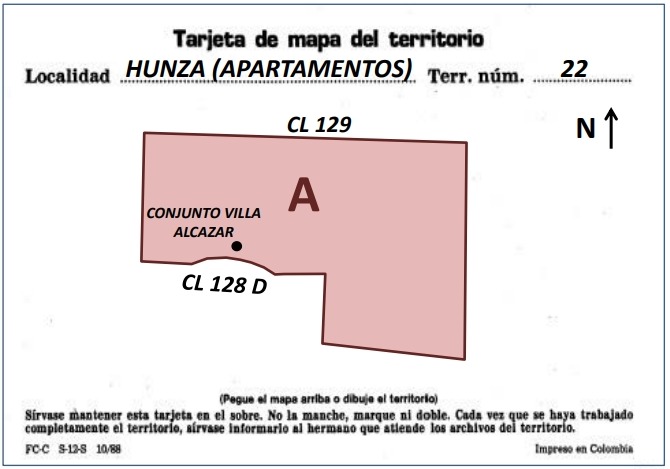 Tarjeta de mapa del territorio
Localidad HUNZA (APARTAMENTOS) Terr. núm. 22
CL 129
N
A
CONJUNTO VILLA
ALCAZAR
CL 128 D
(Pegue el mapa arriba o dibuje el territorio)
Sírvase mantener esta tarjeta en el sobre. No la manche, marque ni doble. Cada vez que se haya trabajado
completamente el territorio, sírvase informarlo al hermano que atiende los archivos del territorio.
FC-C S-12-S 10/88 Impreso en Colombia